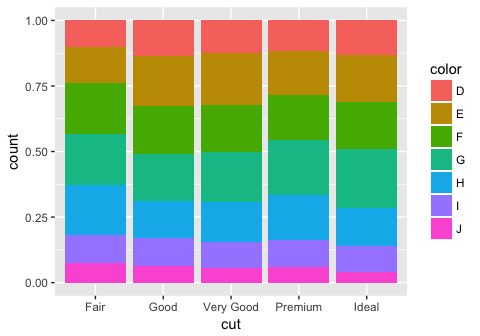 1.00
0.75
0.50
0.25
0.00
count
Fair Good Very Good Premium Ideal
cut
color
D
E
F
G
H
I
J